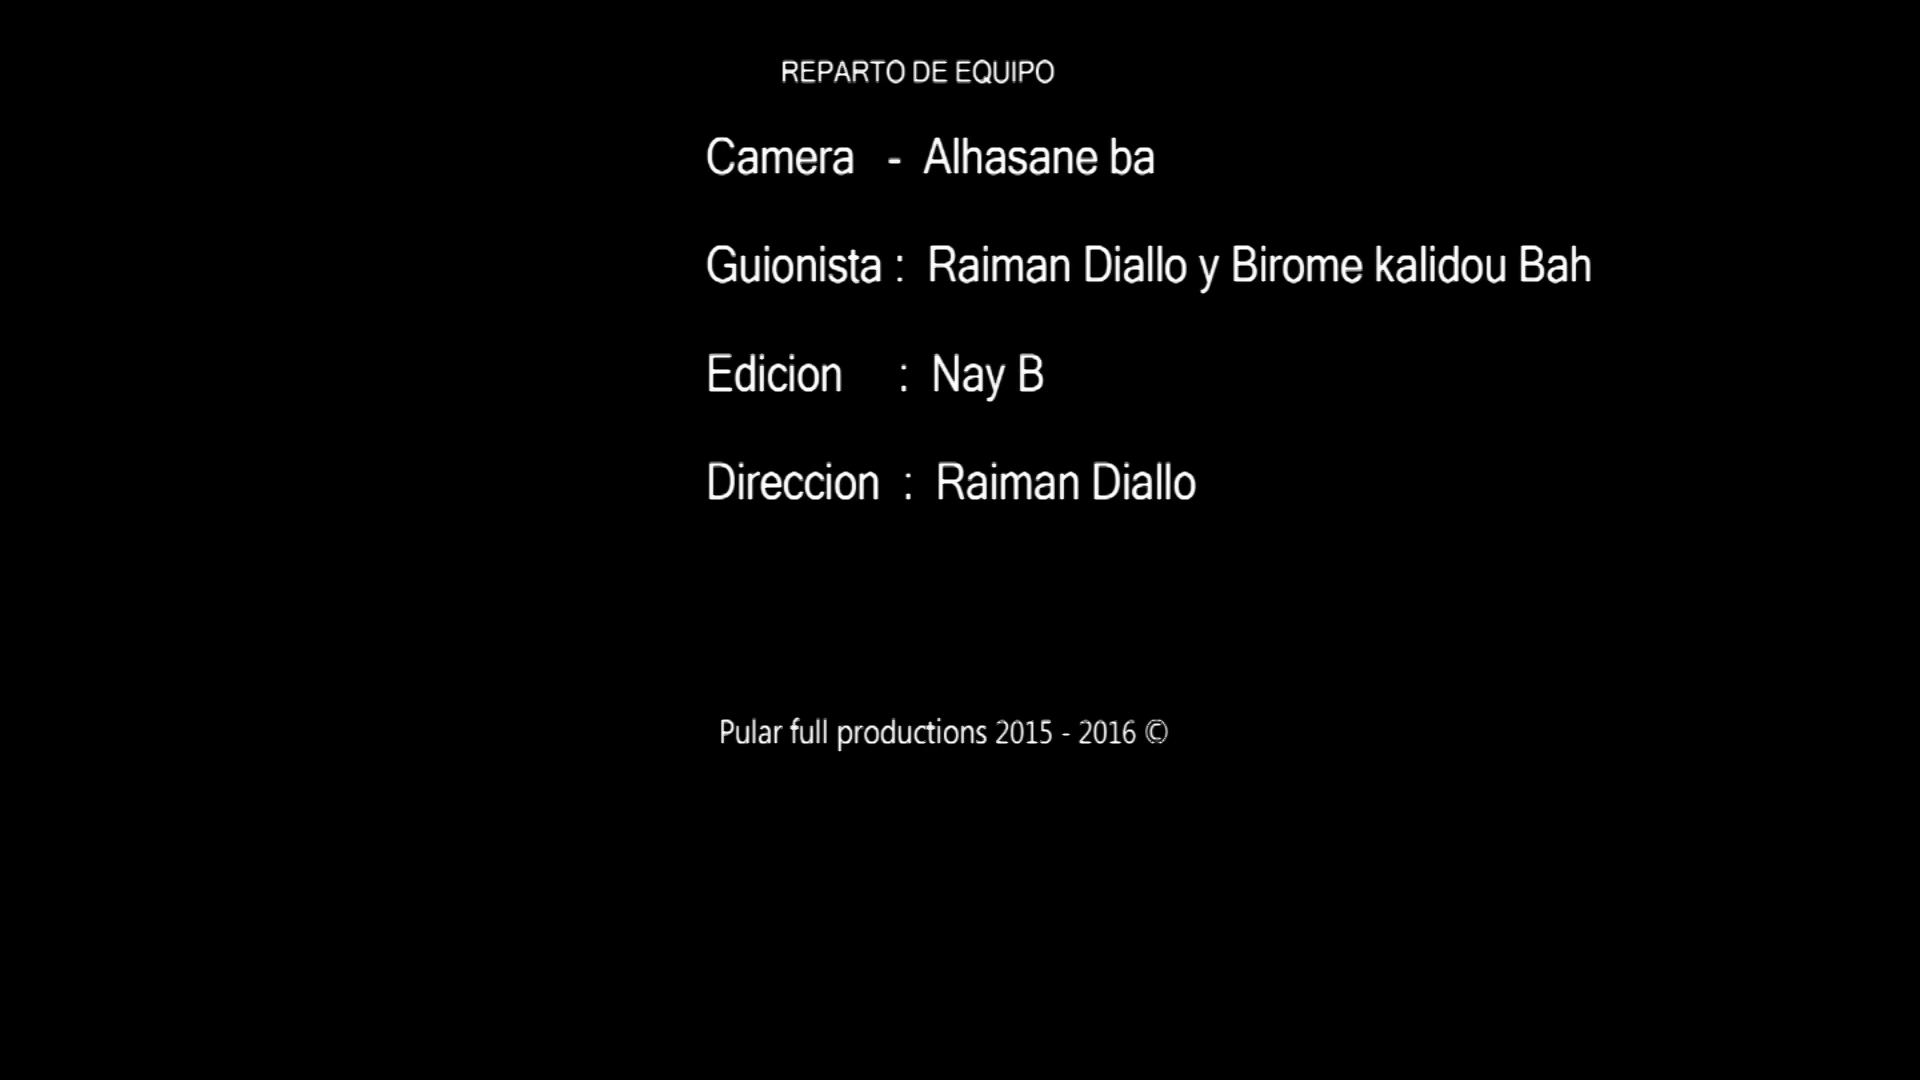 REPARTO DE EQUIPO
Camera - Alhasane ba
Guionista : Raiman Diallo y Birome kalidou Bah
Edicion : Nay B
Direccion : Raiman Diallo
Pular full productions 2015 - 2016 ©